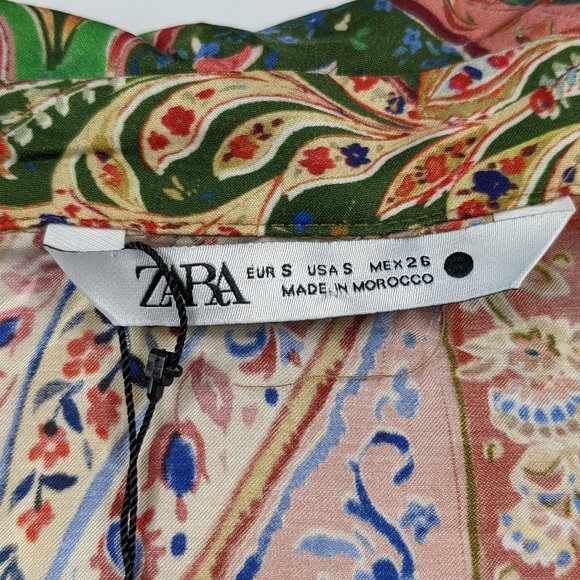 ZARA EUR S USA S MEX 26
MADE IN MOROCCO